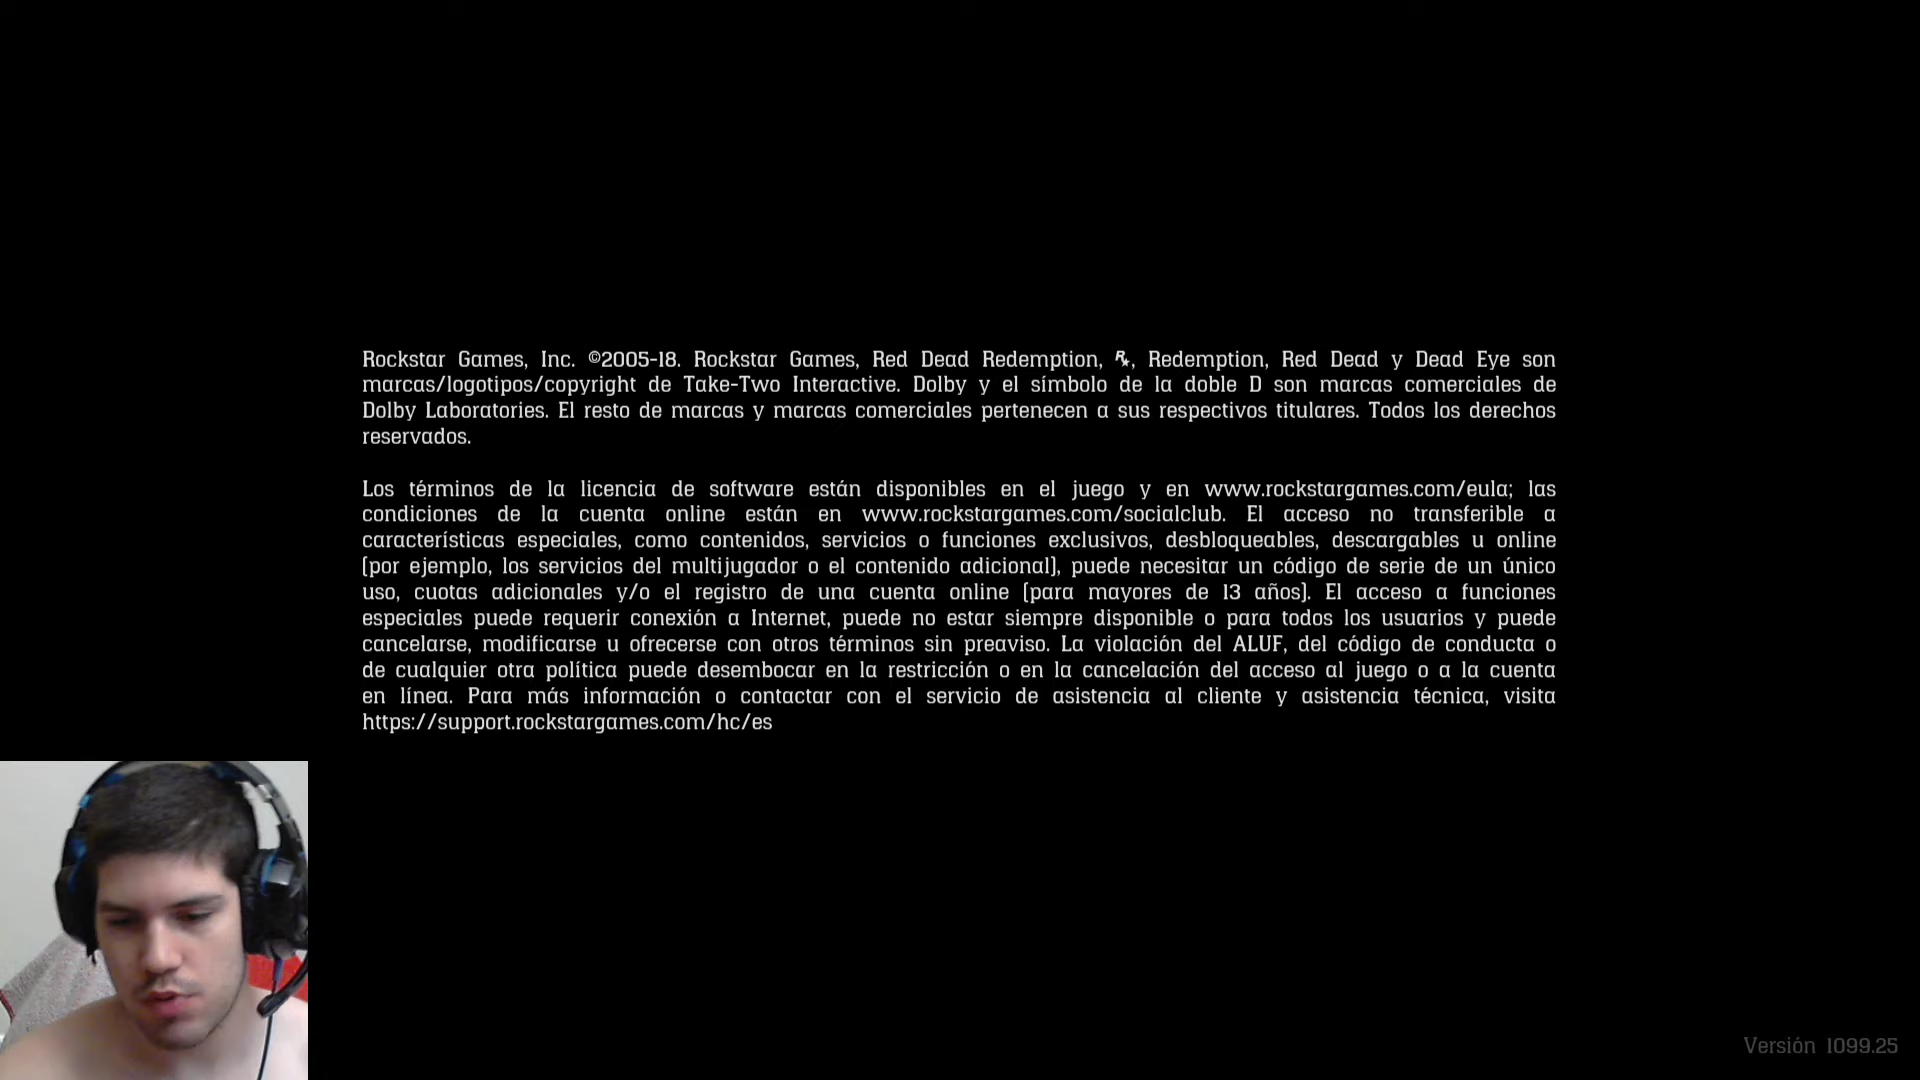 Rockstar Games, Inc. ©2005-18. Rockstar Games, Red Dead Redemption, R★, Redemption, Red Dead y Dead Eye son
marcas/logotipos/copyright de Take-Two Interactive. Dolby y el símbolo de la doble D son marcas comerciales de
Dolby Laboratories. El resto de marcas y marcas comerciales pertenecen a sus respectivos titulares. Todos los derechos
reservados.
Los términos de la licencia de software están disponibles en el juego y en www.rockstargames.com/eula; las
condiciones de la cuenta online están en www.rockstargames.com/socialclub. El acceso no transferible a
características especiales, como contenidos, servicios o funciones exclusivos, desbloqueables, descargables u online
(por ejemplo, los servicios del multijugador o el contenido adicional), puede necesitar un código de serie de un único
uso, cuotas adicionales y/o el registro de una cuenta online (para mayores de 13 años). El acceso a funciones
especiales puede requerir conexión a Internet, puede no estar siempre disponible o para todos los usuarios y puede
cancelarse, modificarse u ofrecerse con otros términos sin preaviso. La violación del ALUF, del código de conducta o
de cualquier otra política puede desembocar en la restricción o en la cancelación del acceso al juego o a la cuenta
en línea. Para más información o contactar con el servicio de asistencia al cliente y asistencia técnica, visita
https://support.rockstargames.com/hc/es
Versión 1099.25